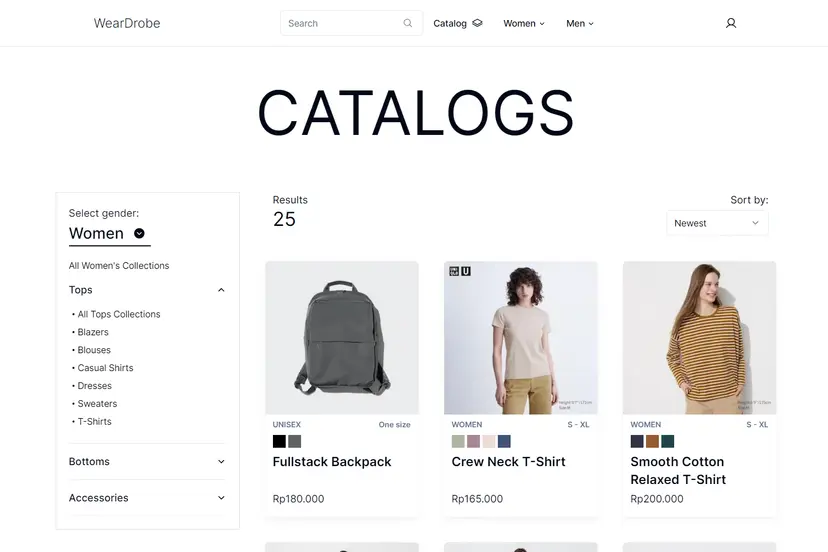 WearDrobe
Search
Catalog
Women
Men
CATALOGS
Select gender:
Women
All Women's Collections
Tops
• All Tops Collections
• Blazers
• Blouses
• Casual Shirts
• Dresses
• Sweaters
• T-Shirts
Bottoms
Accessories
Results
25
Sort by:
Newest
UNISEX
One size
Fullstack Backpack
Rp180.000
U
WOMEN
S - XL
Crew Neck T-Shirt
Rp165.000
WOMEN
S - XL
Smooth Cotton
Relaxed T-Shirt
Rp200.000